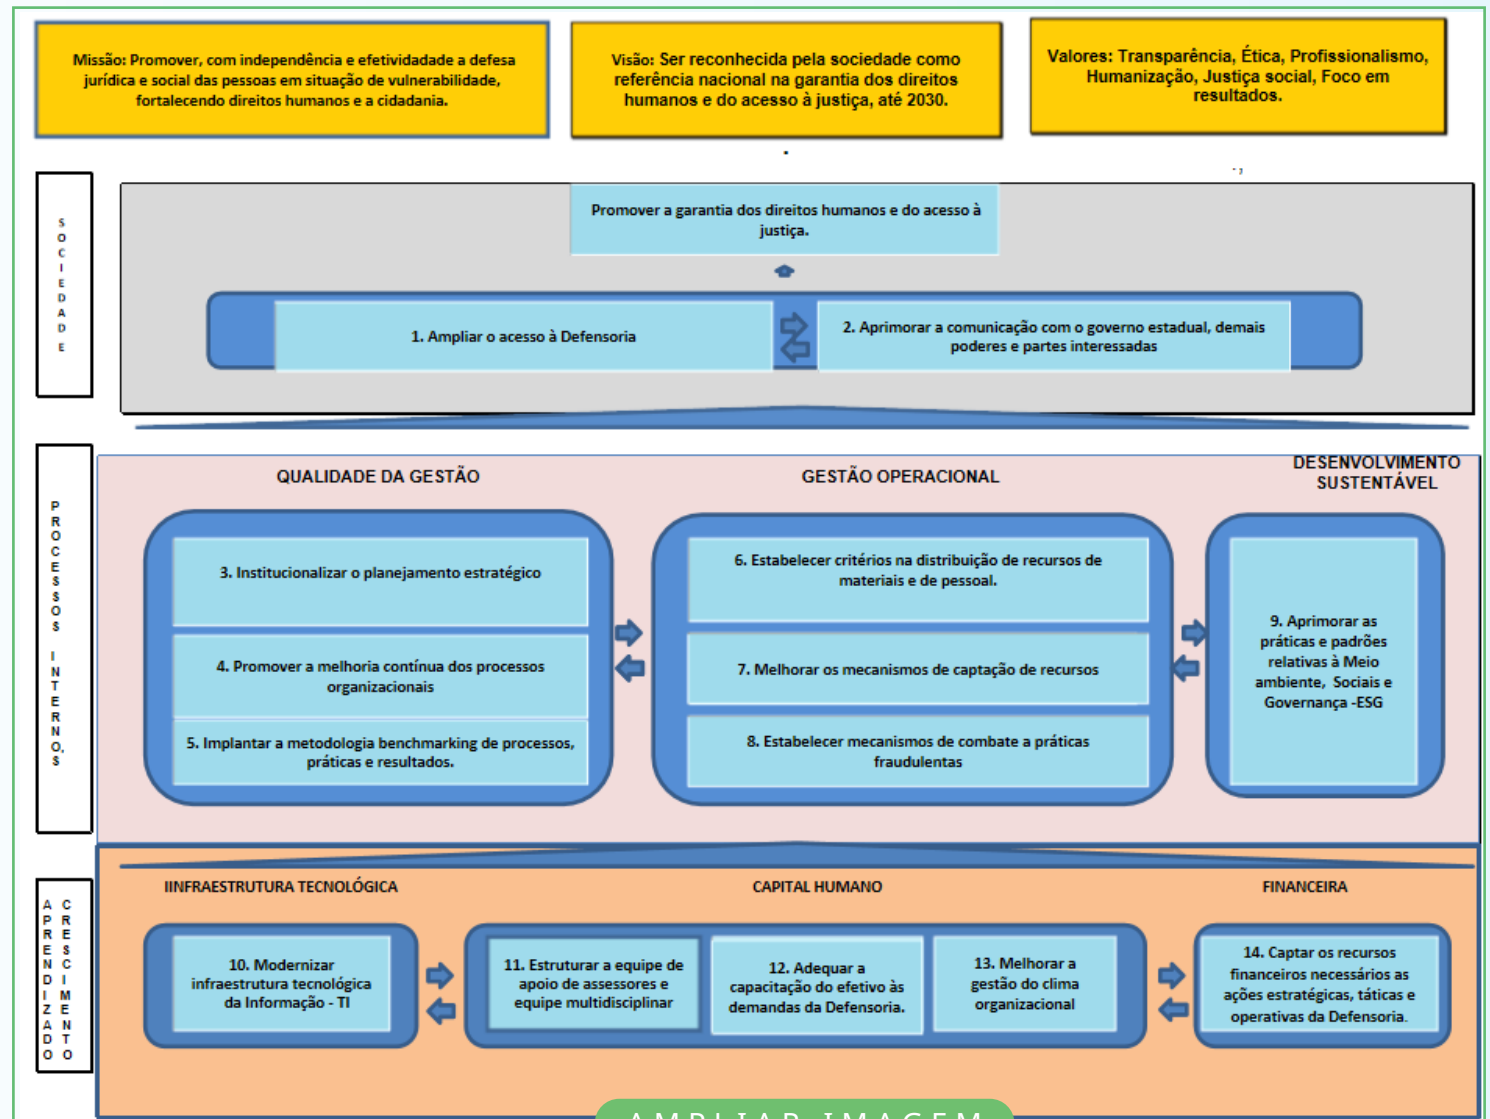 Missão: Promover, com independência e efetividadade a defesa
jurídica e social das pessoas em situação de vulnerabilidade,
fortalecendo direitos humanos e a cidadania.
Visão: Ser reconhecida pela sociedade como
referência nacional na garantia dos direitos
humanos e do acesso à justiça, até 2030.
Valores: Transparência, Ética, Profissionalismo,
Humanização, Justiça social, Foco em
resultados.
SOCIEDADE
Promover a garantia dos direitos humanos e do acesso à
justiça.
1. Ampliar o acesso à Defensoria
2. Aprimorar a comunicação com o governo estadual, demais
poderes e partes interessadas
PROCESSOS INTERNO,S
QUALIDADE DA GESTÃO
3. Institucionalizar o planejamento estratégico
4. Promover a melhoria contínua dos processos
organizacionais
5. Implantar a metodologia benchmarking de processos,
práticas e resultados.
GESTÃO OPERACIONAL
6. Estabelecer critérios na distribuição de recursos de
materiais e de pessoal.
7. Melhorar os mecanismos de captação de recursos
8. Estabelecer mecanismos de combate a práticas
fraudulentas
DESENVOLVIMENTO
SUSTENTÁVEL
9. Aprimorar as
práticas e padrões
relativas à Meio
ambiente, Sociais e
Governança -ESG
APRENDIZADO
CRESCIMENTO
IINFRAESTRUTURA TECNOLÓGICA
10. Modernizar
infraestrutura tecnológica
da Informação - TI
CAPITAL HUMANO
11. Estruturar a equipe de
apoio de assessores e
equipe multidisciplinar
12. Adequar a
capacitação do efetivo às
demandas da Defensoria.
13. Melhorar a
gestão do clima
organizacional
FINANCEIRA
14. Captar os recursos
financeiros necessários as
ações estratégicas, táticas e
operativas da Defensoria.
AMPLIAR IMAGEM